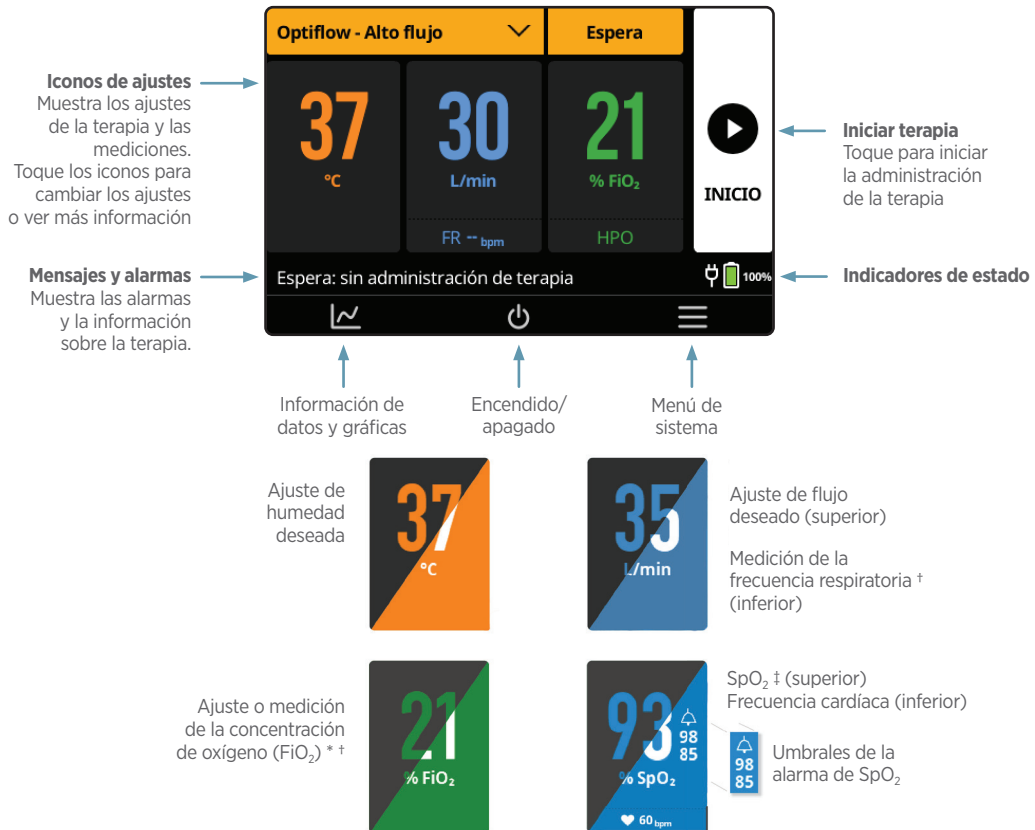 Optiflow - Alto flujo
Espera
Iconos de ajustes
Muestra los ajustes
de la terapia y las
mediciones.
Toque los iconos para
cambiar los ajustes
o ver más información
37
°C
30
L/min
FR -- bpm
21
% FiO₂
HPO
INICIO
Iniciar terapia
Toque para iniciar
la administración
de la terapia
Mensajes y alarmas
Muestra las alarmas
y la información
sobre la terapia.
Espera: sin administración de terapia
100%
Indicadores de estado
Información de
datos y gráficas
Encendido/
apagado
Menú de
sistema
Ajuste de
humedad
deseada
37
°C
35
L/min
Ajuste de flujo
deseado (superior)
Medición de la
frecuencia respiratoria †
(inferior)
Ajuste o medición
de la concentración
de oxígeno (FiO₂) * †
21
% FiO₂
93
98
85
% SpO₂
60 bpm
SpO₂ ‡ (superior)
Frecuencia cardíaca (inferior)
98
85
Umbrales de la
alarma de SpO₂